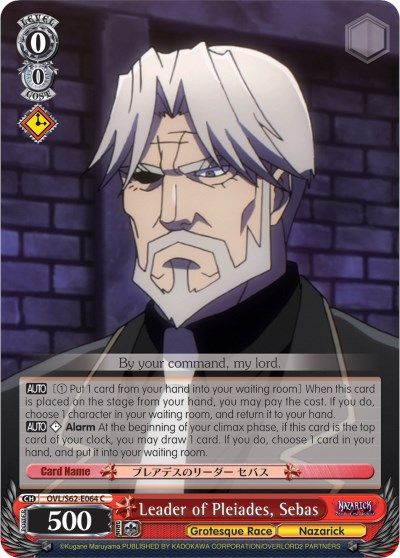 LEVEL
0
0
COST
By your command, my lord.
AUTO [① Put 1 card from your hand into your waiting room] When this card
is placed on the stage from your hand, you may pay the cost. If you do,
choose 1 character in your waiting room, and return it to your hand.
AUTO Alarm At the beginning of your climax phase, if this card is the top
card of your clock, you may draw 1 card. If you do, choose 1 card in your
hand, and put it into your waiting room.
Card Name プレアデスのリーダー セバス
CH OVL/S62-E064 C
POWER 500
Leader of Pleiades, Sebas
NAZARICK
Grotesque Race Nazarick
©Kugane Maruyama,PUBLISHED BY KADOKAWA CORPORATION/OVERLORD2 PARTNERS